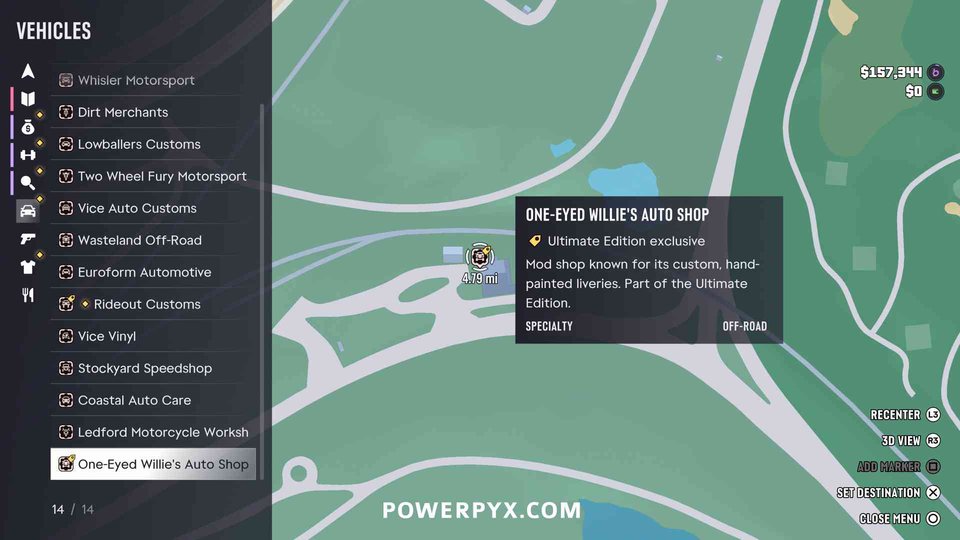 VEHICLES
Whisler Motorsport
Dirt Merchants
Lowballers Customs
Two Wheel Fury Motorsport
Vice Auto Customs
Wasteland Off-Road
Euroform Automotive
Rideout Customs
Vice Vinyl
Stockyard Speedshop
Coastal Auto Care
Ledford Motorcycle Worksh
One-Eyed Willie's Auto Shop
14 / 14
4.79 mi
ONE-EYED WILLIE'S AUTO SHOP
Ultimate Edition exclusive
Mod shop known for its custom, hand-
painted liveries. Part of the Ultimate
Edition.
SPECIALTY OFF-ROAD
$157,344
$0
RECENTER L3
3D VIEW R3
ADD MARKER
SET DESTINATION
CLOSE MENU
POWERPYX.COM